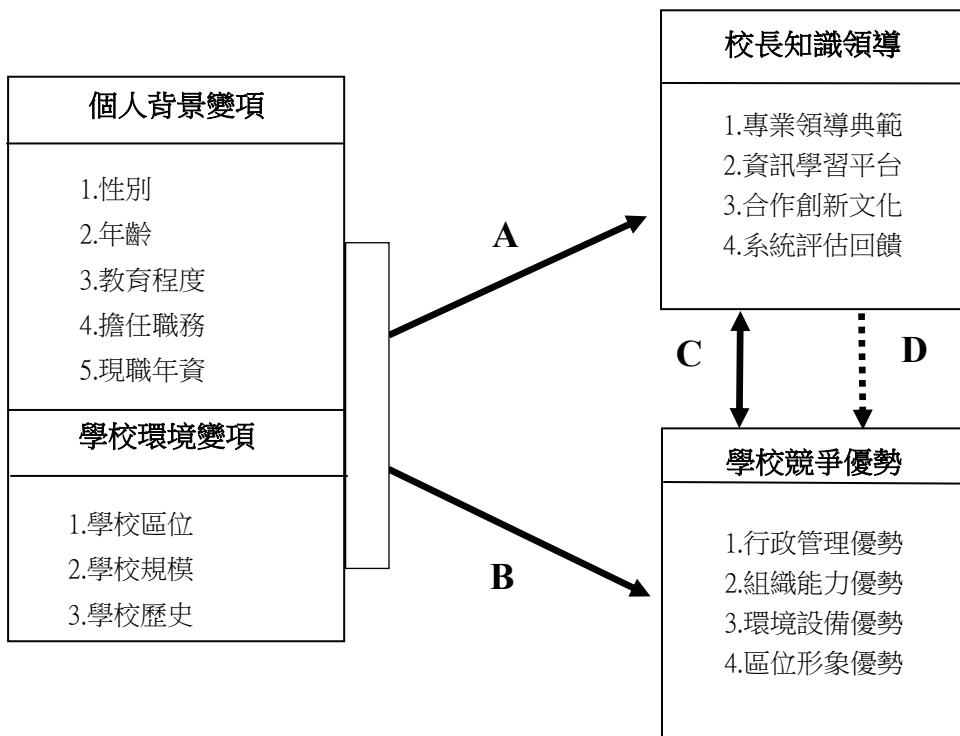 個人背景變項
1.性別
2.年齡
3.教育程度
4.擔任職務
5.現職年資
學校環境變項
1.學校區位
2.學校規模
3.學校歷史
A
B
校長知識領導
1.專業領導典範
2.資訊學習平台
3.合作創新文化
4.系統評估回饋
C
D
學校競爭優勢
1.行政管理優勢
2.組織能力優勢
3.環境設備優勢
4.區位形象優勢